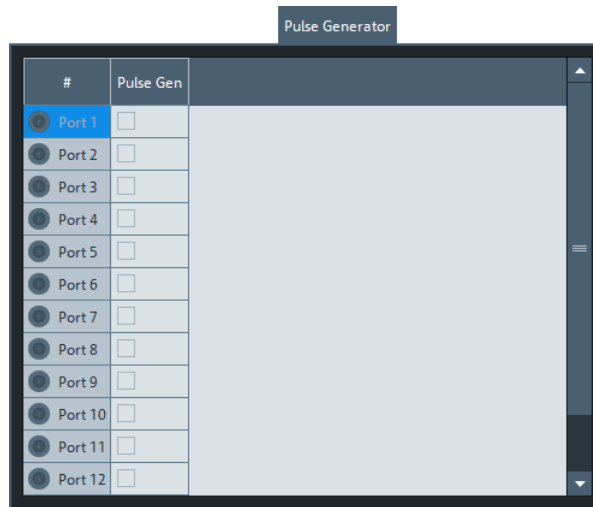 Pulse Generator
# Pulse Gen
Port 1
Port 2
Port 3
Port 4
Port 5
Port 6
Port 7
Port 8
Port 9
Port 10
Port 11
Port 12